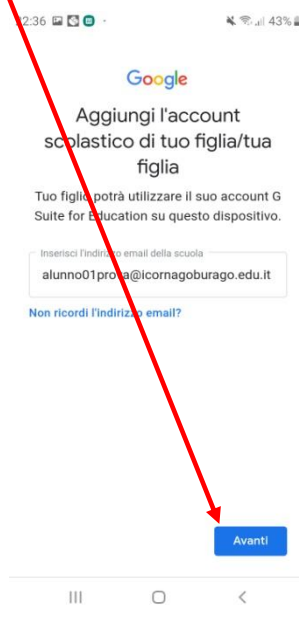 22:36
43%
Google
Aggiungi l'account
scolastico di tuo figlia/tua
figlia
Tuo figlio potrà utilizzare il suo account G
Suite for Education su questo dispositivo.
Inserisci l'indirizzo email della scuola
alunno01prova@icornagoburago.edu.it
Non ricordi l'indirizzo email?
Avanti